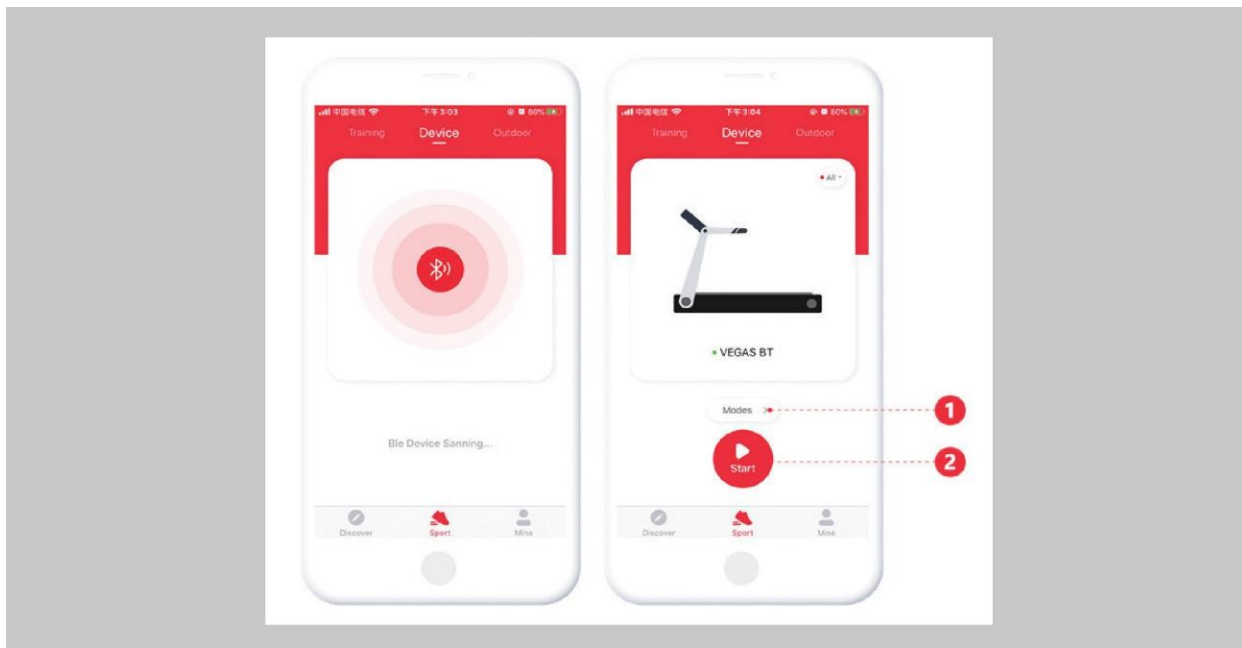 中国电信 下午3:03 80%
Training Device Outdoor
Ble Device Sanning...
Discover Sport Mine
中国电信 下午3:04 80%
Training Device Outdoor
All
VEGAS BT
Modes
1
Start
2
Discover Sport Mine